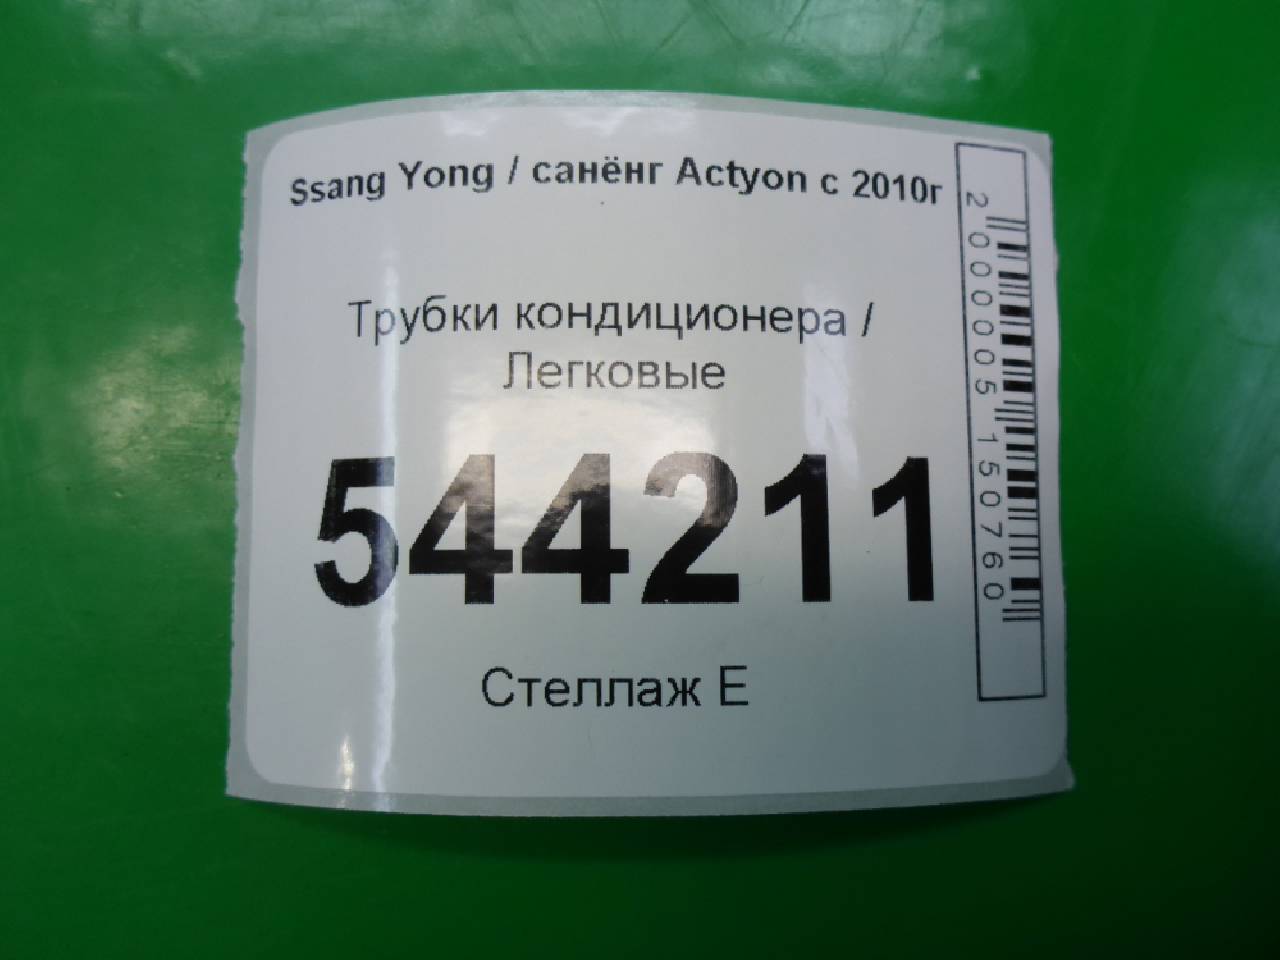 Ssang Yong / санёнг Actyon с 2010г
Трубки кондиционера /
Легковые
544211
Стеллаж E
2000005150760